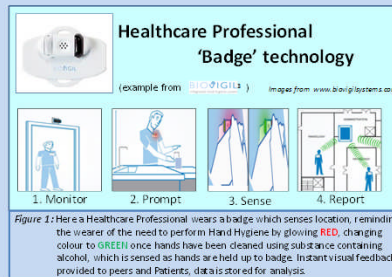 BIOVIGIL
Healthcare Professional
'Badge' technology
(example from BIOVIGIL )
Images from www.biovigilsystems.co
1. Monitor
2. Prompt
3. Sense
4. Report
Figure 1: Here a Healthcare Professional wears a badge which senses location, remindin
the wearer of the need to perform Hand Hygiene by glowing RED, changing
colour to GREEN once hands have been cleaned using substance containing
alcohol, which is sensed as hands are held up to badge. Instant visual feedbac
provided to peers and Patients, data is stored for analysis.